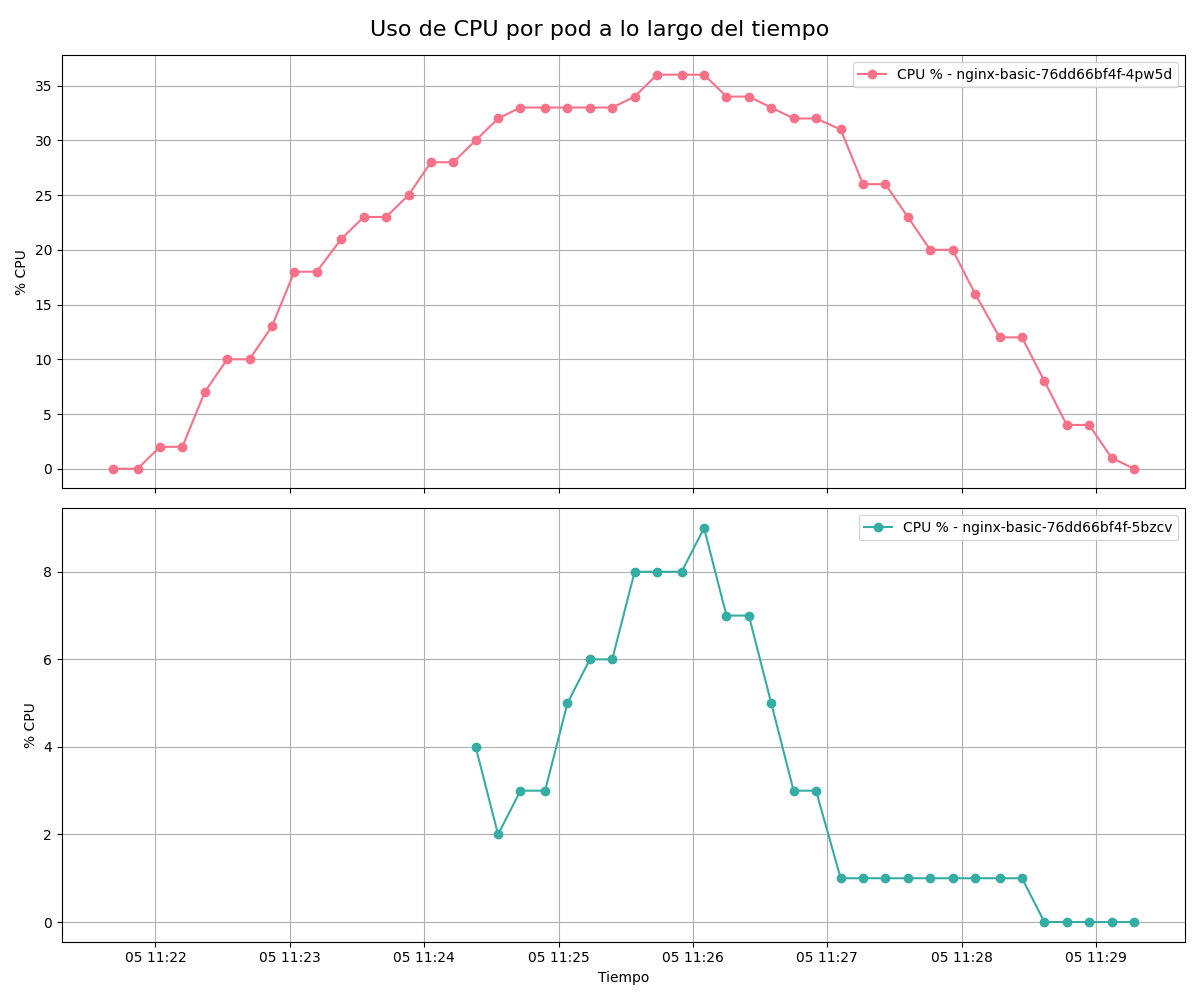 Uso de CPU por pod a lo largo del tiempo
CPU % - nginx-basic-76dd66bf4f-4pw5d
% CPU
35
30
25
20
15
10
5
0
CPU % - nginx-basic-76dd66bf4f-5bzcv
% CPU
8
6
4
2
0
05 11:22 05 11:23 05 11:24 05 11:25 05 11:26 05 11:27 05 11:28 05 11:29
Tiempo